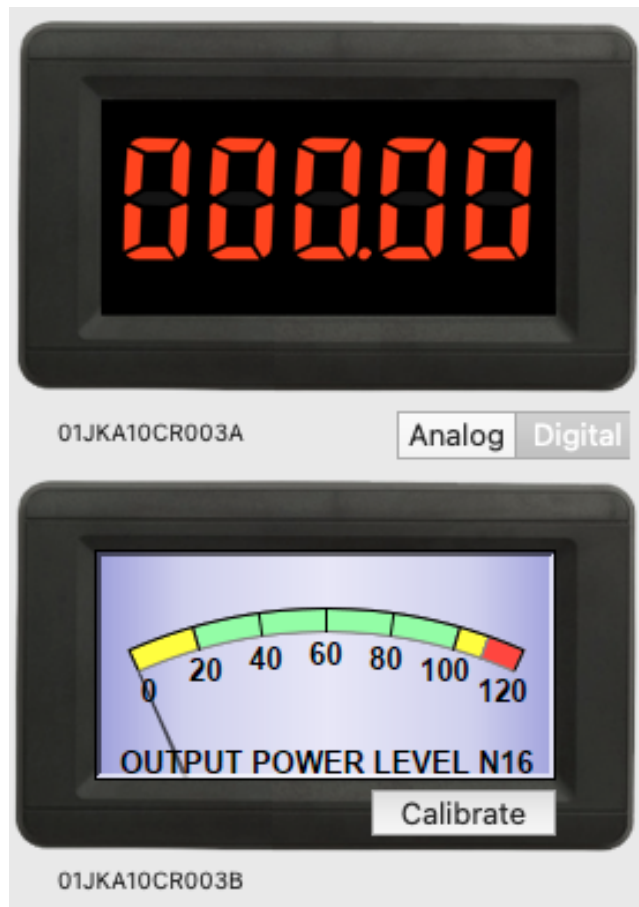 000.00
01JKA10CR003A
Analog Digital
0 20 40 60 80 100 120
OUTPUT POWER LEVEL N16
Calibrate
01JKA10CR003B